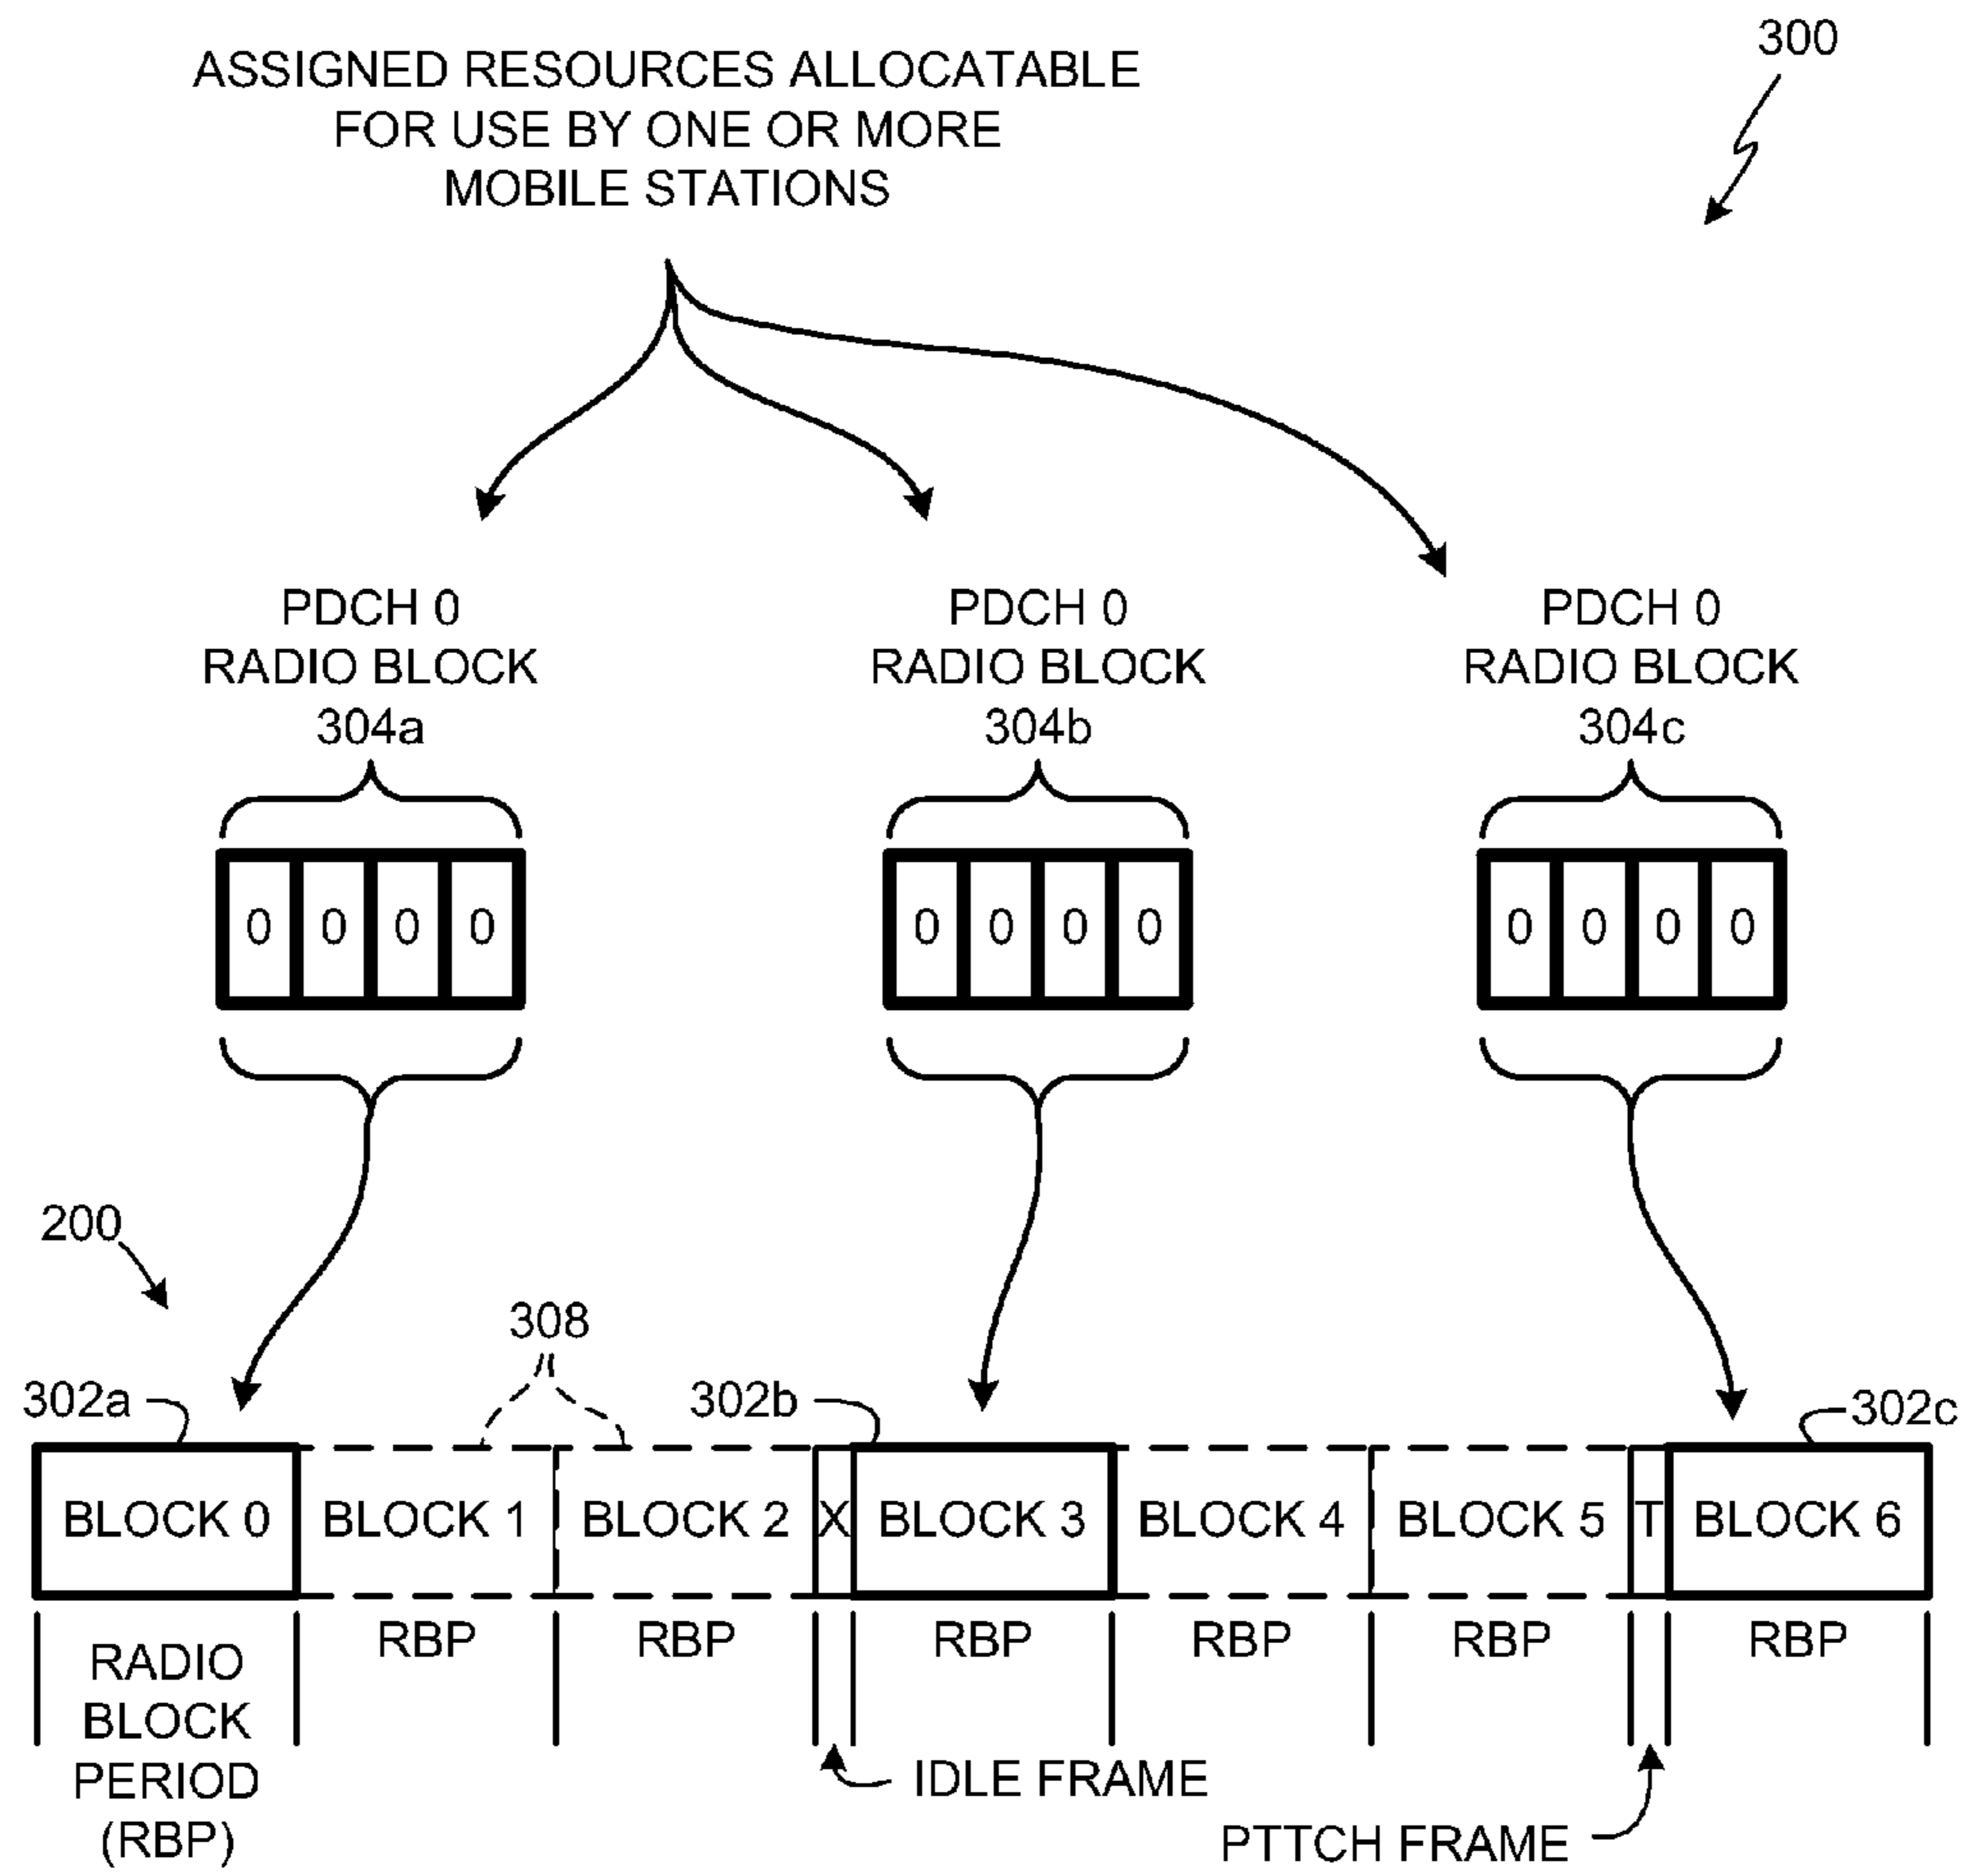 300
ASSIGNED RESOURCES ALLOCATABLE
FOR USE BY ONE OR MORE
MOBILE STATIONS
PDCH 0
RADIO BLOCK
304a
PDCH 0
RADIO BLOCK
304b
PDCH 0
RADIO BLOCK
304c
0 0 0 0
0 0 0 0
0 0 0 0
200
308
302a
302b
302c
BLOCK 0 BLOCK 1 BLOCK 2 X BLOCK 3 BLOCK 4 BLOCK 5 T BLOCK 6
RADIO
BLOCK
PERIOD
(RBP)
RBP RBP RBP RBP RBP RBP
IDLE FRAME
PTTCH FRAME